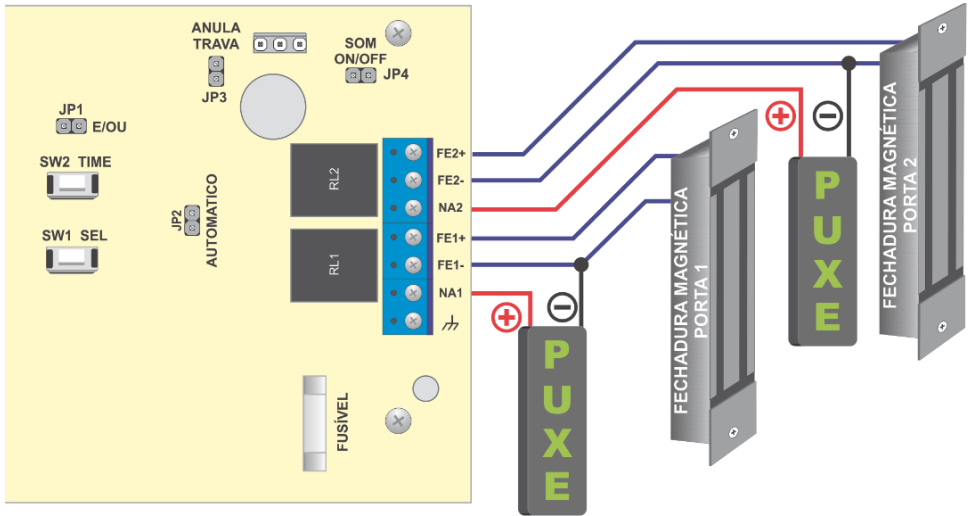 ANULA
TRAVA
JP3
SOM
ON/OFF
JP4
JP1
E/OU
SW2 TIME
JP2
AUTOMATICO
SW1 SEL
RL2
RL1
FE2+
FE2-
NA2
FE1+
FE1-
NA1
FUSÍVEL
+
−
PUXE
FECHADURA MAGNÉTICA
PORTA 1
+
−
PUXE
FECHADURA MAGNÉTICA
PORTA 2